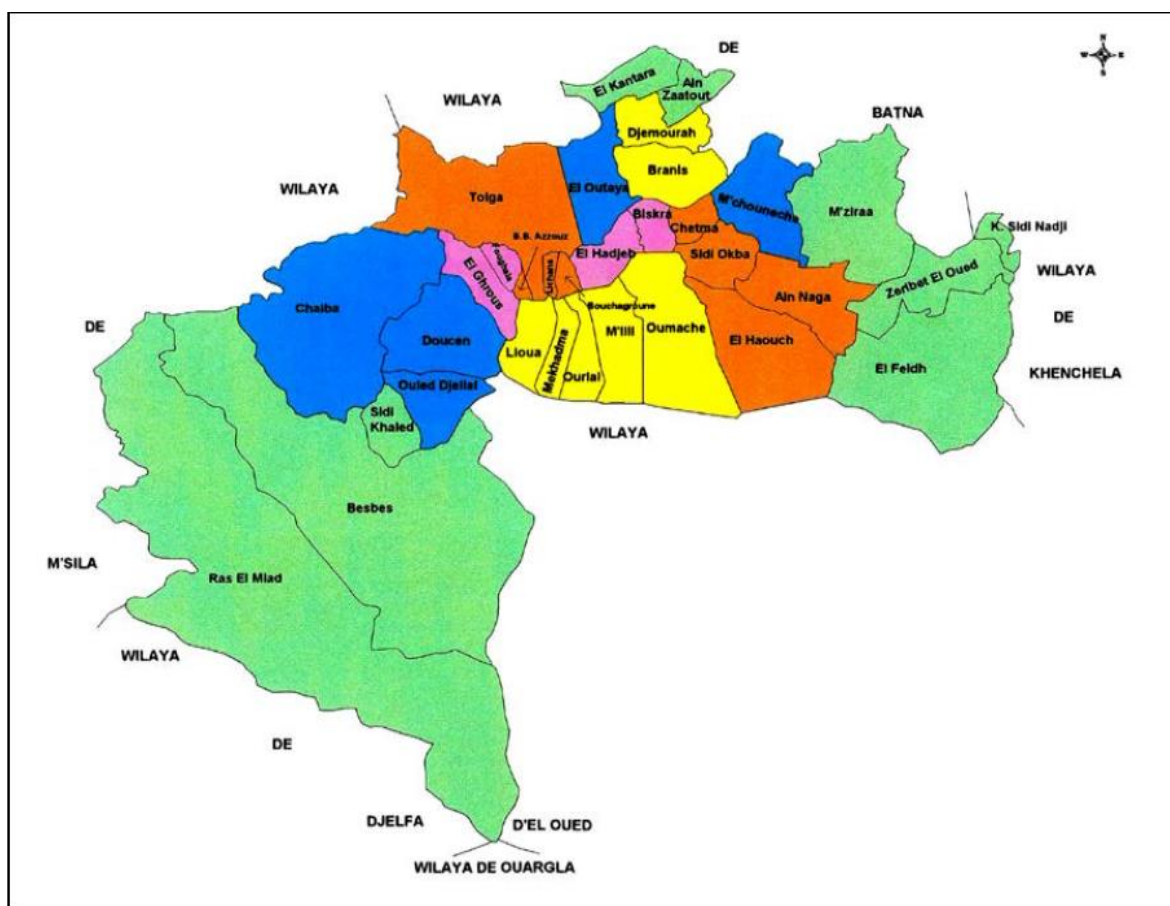 N
W E
S
DE
El Kantara
Ain
Zaatout
WILAYA
BATNA
Djemourah
Branis
WILAYA
Tolga
El Outaya
M'chouneche
M'ziraa
Biskra
Chetma
K. Sidi Nadji
B.B. Azzouz
El Hadjeb
Sidi Okba
Foughala
El Ghrous
Lichana
Zeribet El Oued
WILAYA
Ain Naga
Chaiba
Bouchagroune
DE
DE
Doucen
Lioua
Mekhadma
Ourlal
M'lili
Oumache
El Haouch
El Feidh
KHENCHELA
Ouled Djellal
Sidi
Khaled
WILAYA
Besbes
M'SILA
Ras El Miad
WILAYA
DE
DJELFA
D'EL OUED
WILAYA DE OUARGLA